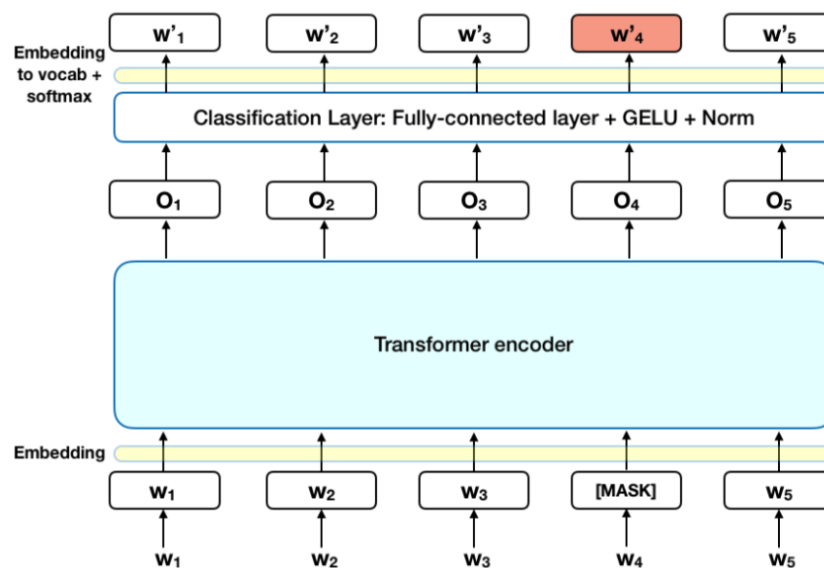 w'₁ w'₂ w'₃ w'₄ w'₅
Embedding
to vocab +
softmax
Classification Layer: Fully-connected layer + GELU + Norm
O₁ O₂ O₃ O₄ O₅
Transformer encoder
Embedding
w₁ w₂ w₃ [MASK] w₅
w₁ w₂ w₃ w₄ w₅